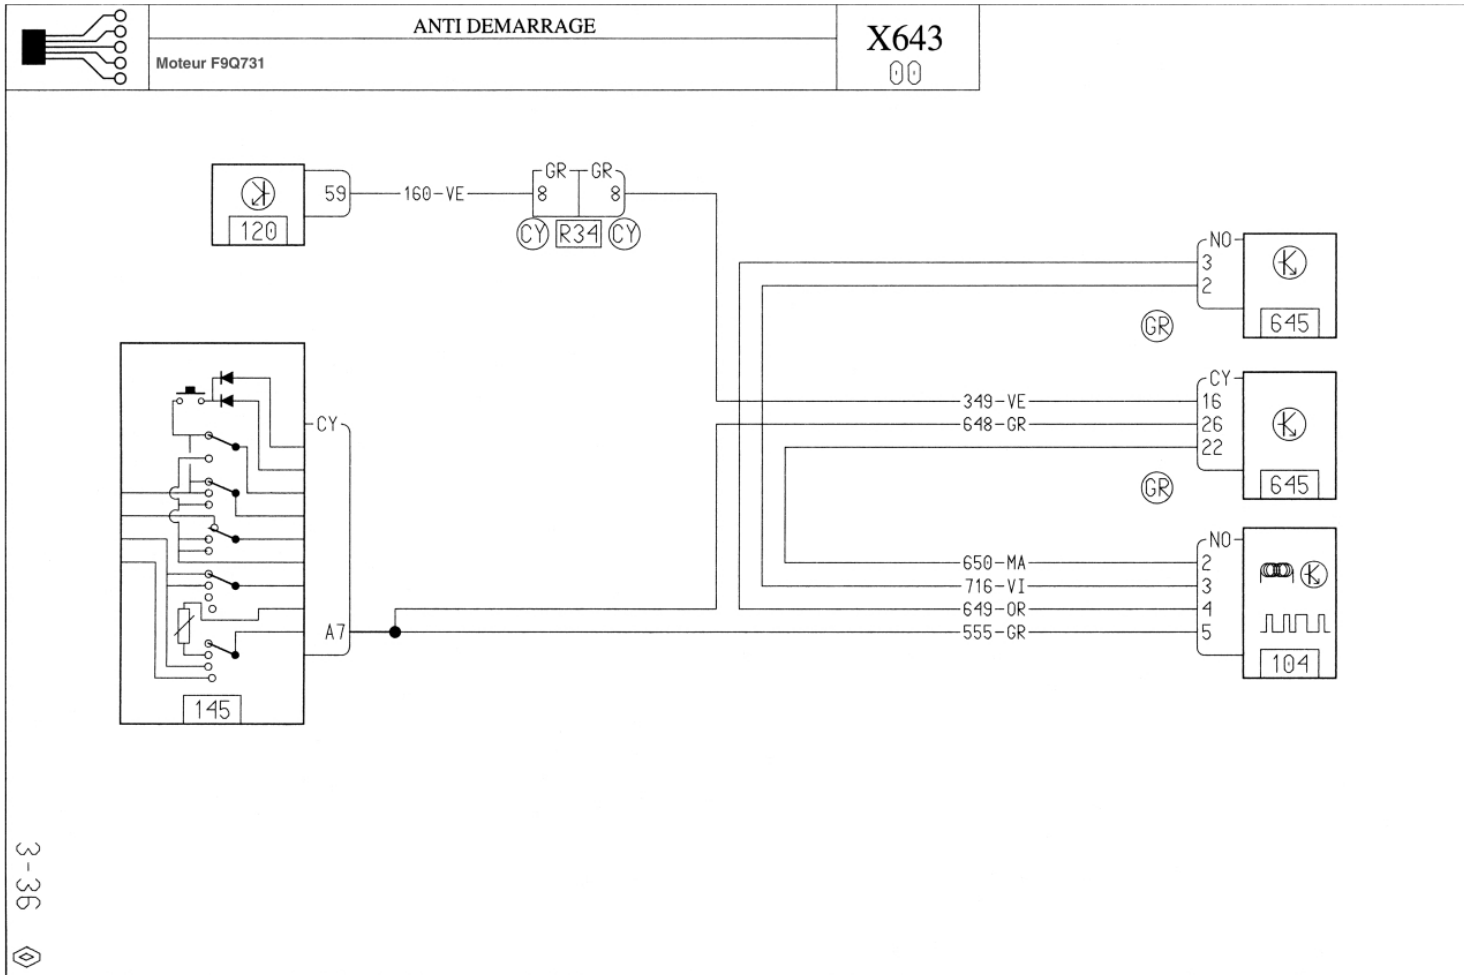 ANTI DEMARRAGE
X643
Moteur F9Q731
00
59
160-VE
GR
GR
8
8
120
CY
R34
CY
NO
3
2
GR
645
CY
349-VE
16
648-GR
26
22
GR
645
CY
NO
650-MA
2
716-VI
3
649-OR
4
A7
555-GR
5
104
145
3-36